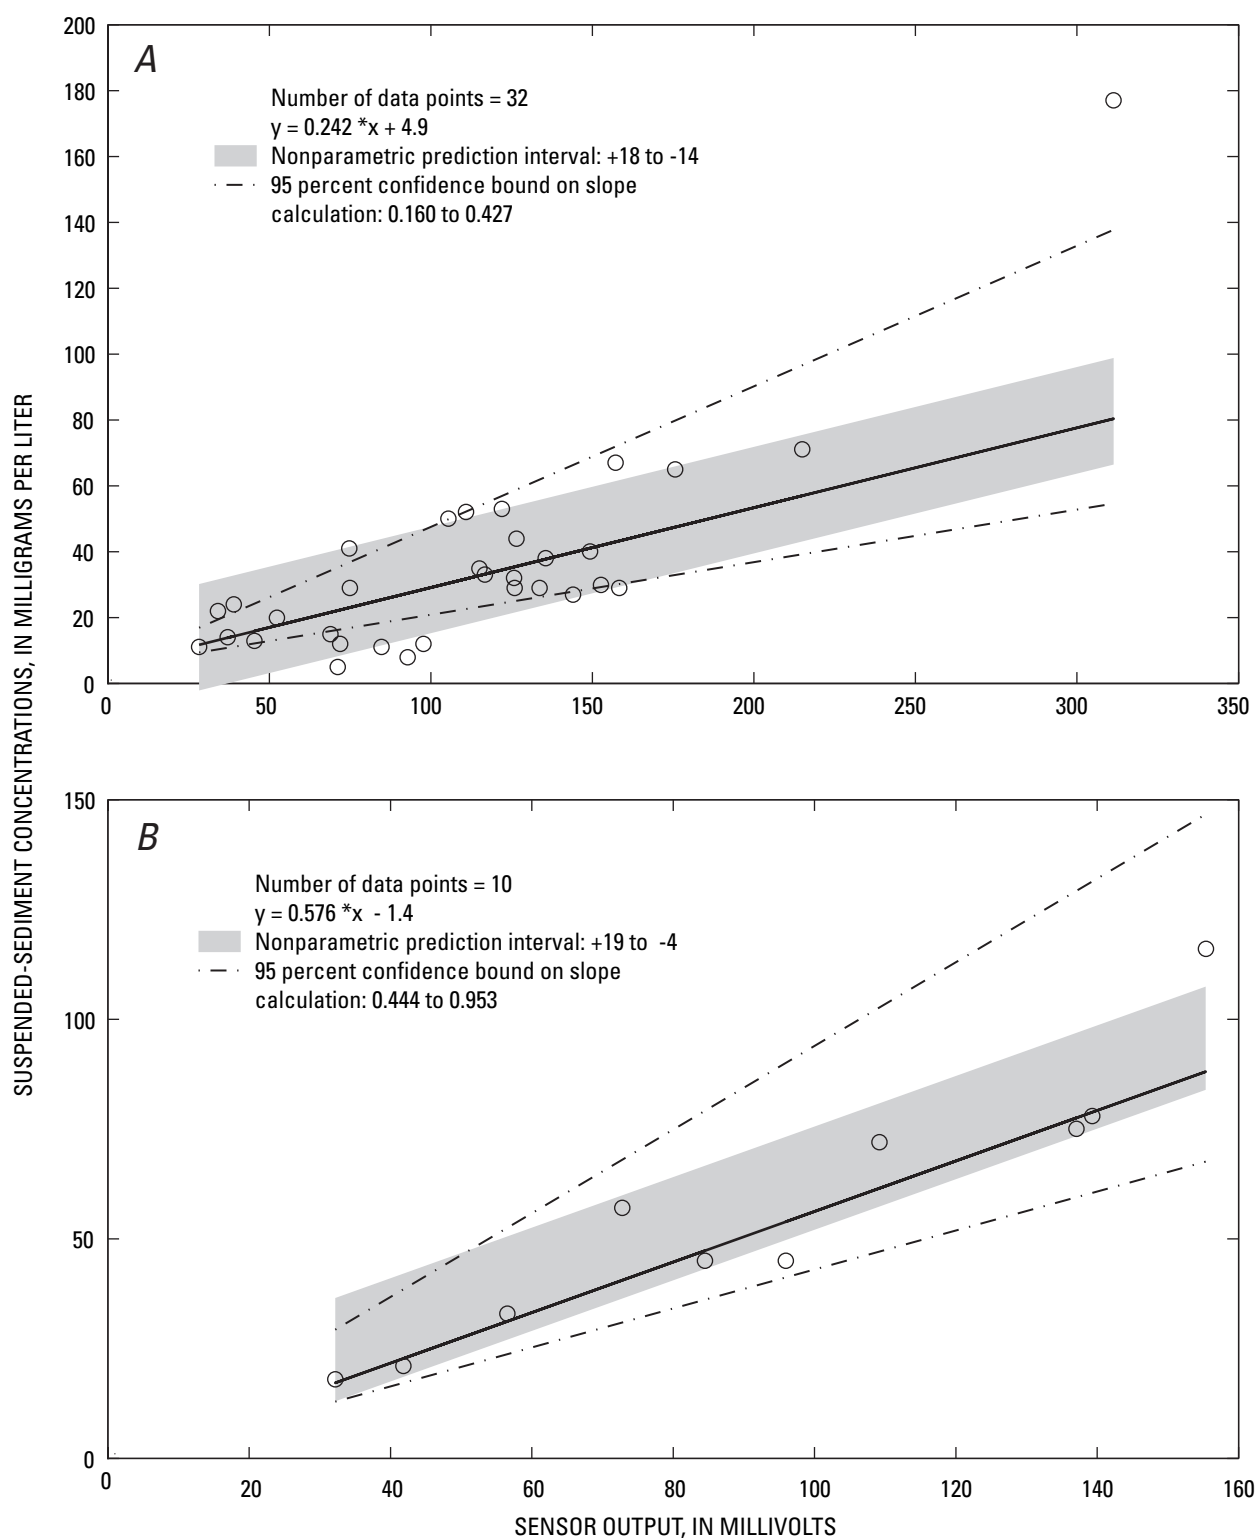 SUSPENDED-SEDIMENT CONCENTRATIONS, IN MILLIGRAMS PER LITER
A
Number of data points = 32
y = 0.242 *x + 4.9
Nonparametric prediction interval: +18 to -14
95 percent confidence bound on slope
calculation: 0.160 to 0.427
200
180
160
140
120
100
80
60
40
20
0
0 50 100 150 200 250 300 350
B
Number of data points = 10
y = 0.576 *x - 1.4
Nonparametric prediction interval: +19 to -4
95 percent confidence bound on slope
calculation: 0.444 to 0.953
150
100
50
0
0 20 40 60 80 100 120 140 160
SENSOR OUTPUT, IN MILLIVOLTS